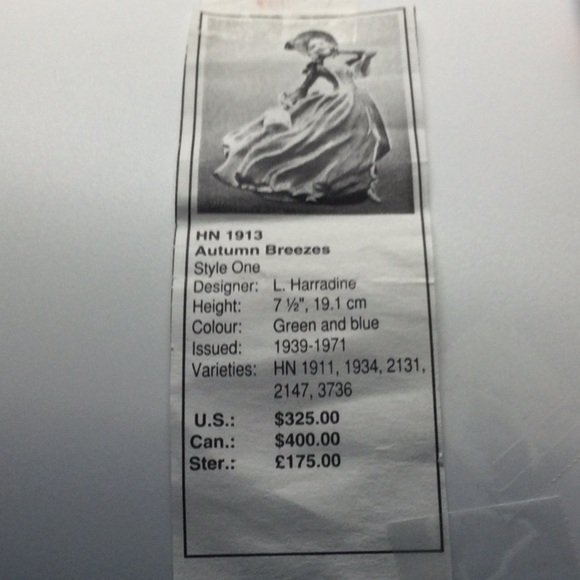 HN 1913
Autumn Breezes
Style One
Designer: L. Harradine
Height: 7 ½", 19.1 cm
Colour: Green and blue
Issued: 1939-1971
Varieties: HN 1911, 1934, 2131,
2147, 3736
U.S.: $325.00
Can.: $400.00
Ster.: £175.00